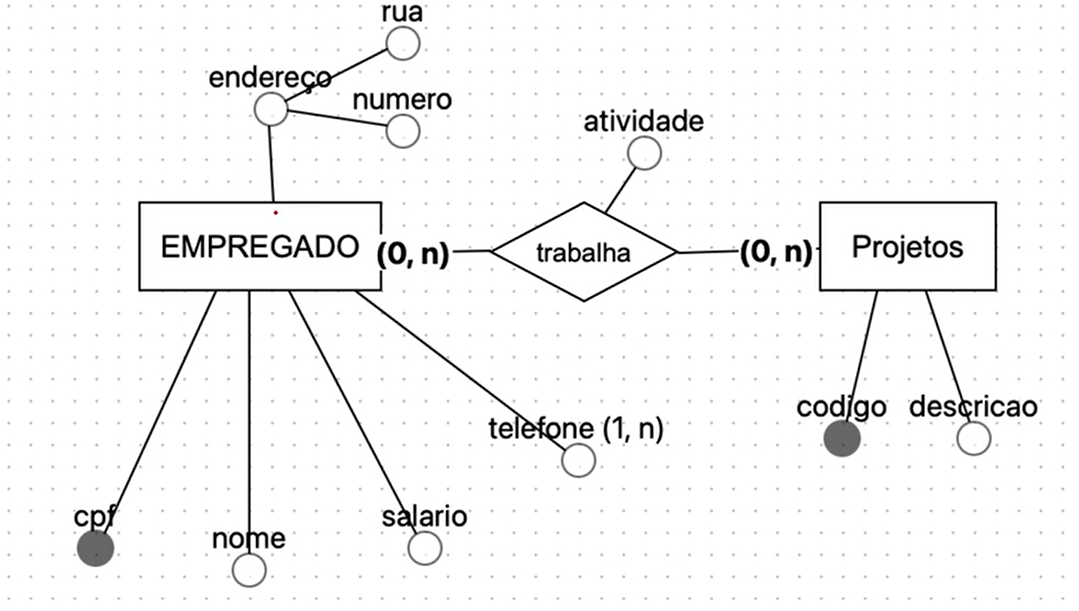 rua
endereço
numero
atividade
EMPREGADO
(0, n)
trabalha
(0, n)
Projetos
telefone (1, n)
codigo
descricao
cpf
nome
salario